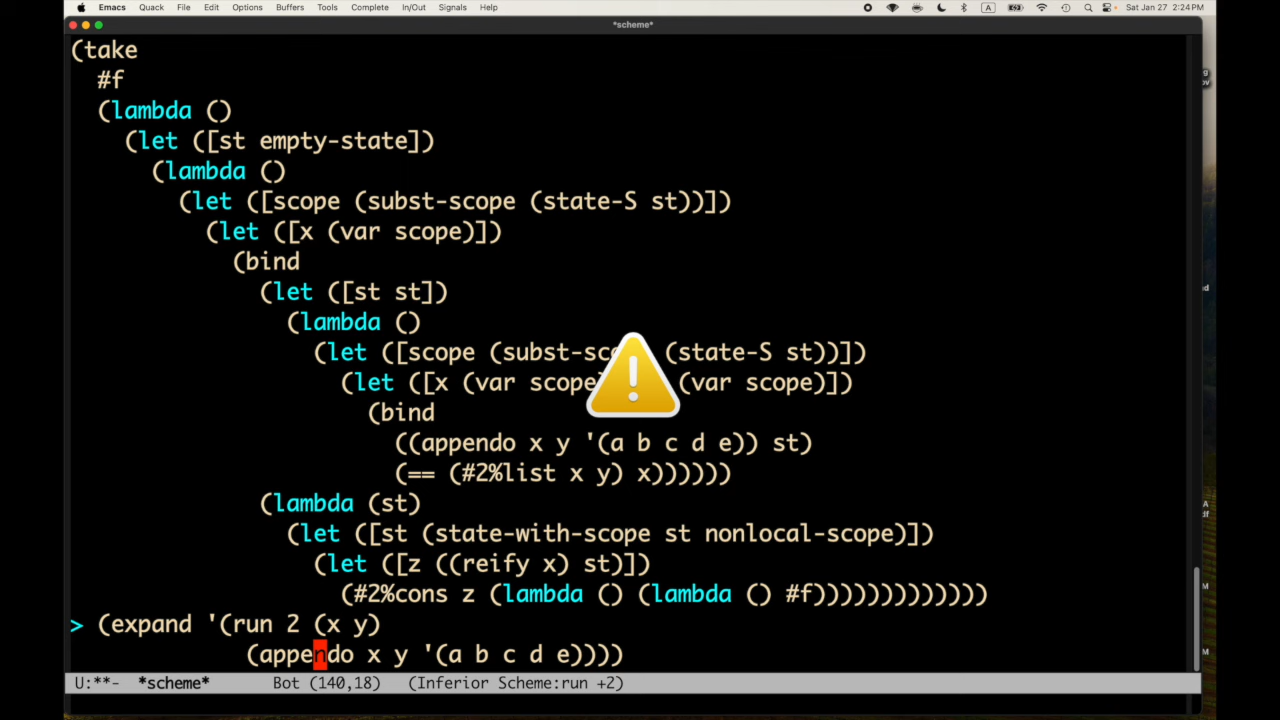 Emacs Quack File Edit Options Buffers Tools Complete In/Out Signals Help A Sat Jan 27 2:24 PM
*scheme*
(take
#f
(lambda ()
(let ([st empty-state])
(lambda ()
(let ([scope (subst-scope (state-S st))])
(let ([x (var scope)])
(bind
(let ([st st])
(lambda ()
(let ([scope (subst-sc (state-S st))])
(let ([x (var scope (var scope)])
(bind
((appendo x y '(a b c d e)) st)
(== (#2%list x y) x))))))
(lambda (st)
(let ([st (state-with-scope st nonlocal-scope)])
(let ([z ((reify x) st)])
(#2%cons z (lambda () (lambda () #f))))))))))))
> (expand '(run 2 (x y)
(appendo x y '(a b c d e))))
U:**- *scheme* Bot (140,18) (Inferior Scheme:run +2)